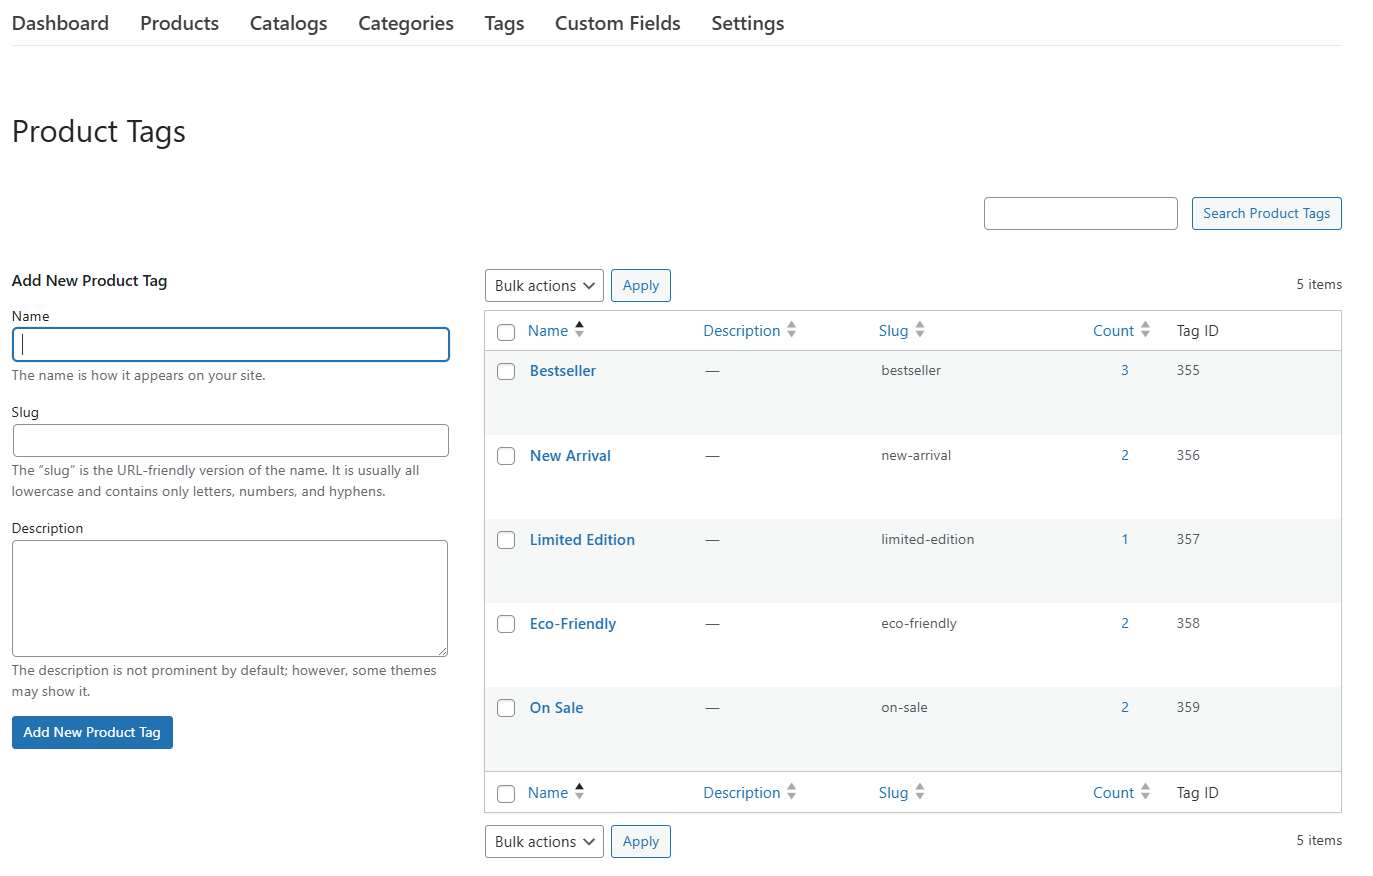 Dashboard Products Catalogs Categories Tags Custom Fields Settings
Product Tags
Search Product Tags
Add New Product Tag
Name
The name is how it appears on your site.
Slug
The “slug” is the URL-friendly version of the name. It is usually all
lowercase and contains only letters, numbers, and hyphens.
Description
The description is not prominent by default; however, some themes
may show it.
Add New Product Tag
Bulk actions Apply 5 items
Name Description Slug Count Tag ID
Bestseller — bestseller 3 355
New Arrival — new-arrival 2 356
Limited Edition — limited-edition 1 357
Eco-Friendly — eco-friendly 2 358
On Sale — on-sale 2 359
Name Description Slug Count Tag ID
Bulk actions Apply 5 items